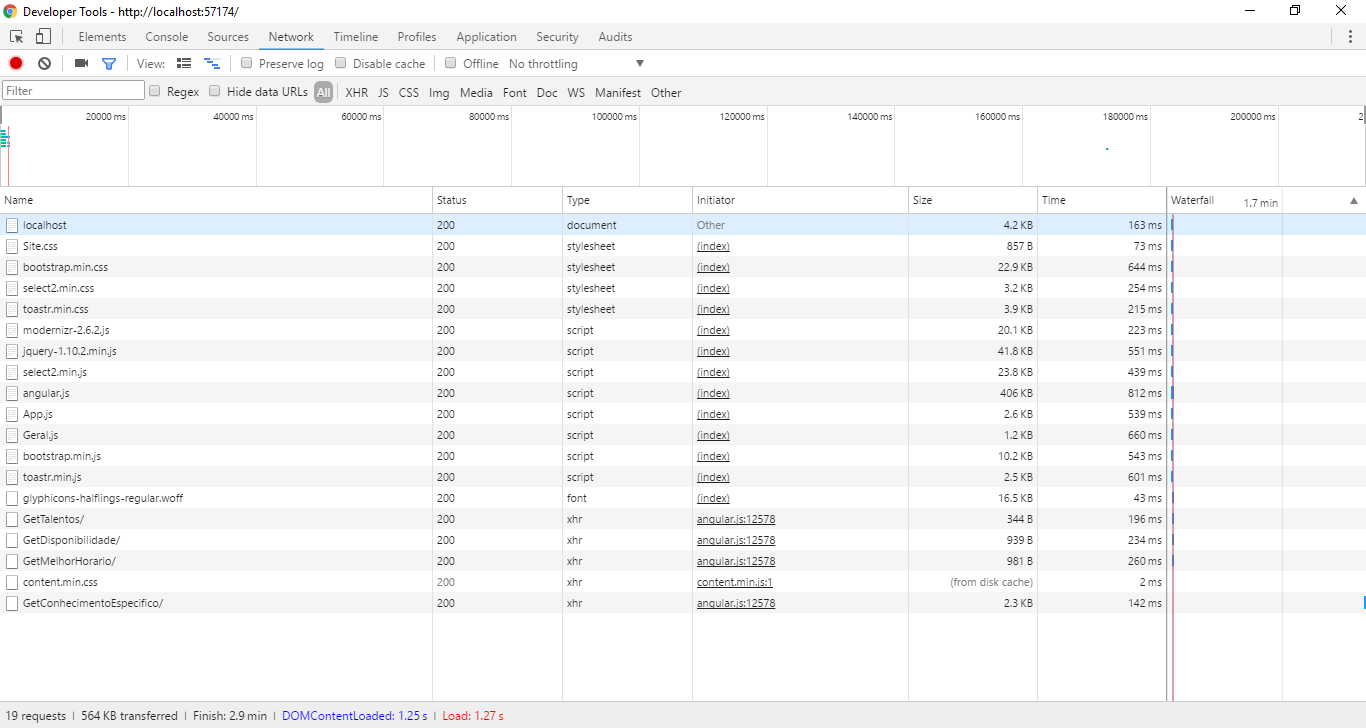 Developer Tools - http://localhost:57174/
Elements Console Sources Network Timeline Profiles Application Security Audits
View: Preserve log Disable cache Offline No throttling
Filter Regex Hide data URLs All XHR JS CSS Img Media Font Doc WS Manifest Other
20000 ms 40000 ms 60000 ms 80000 ms 100000 ms 120000 ms 140000 ms 160000 ms 180000 ms 200000 ms 2
Name Status Type Initiator Size Time Waterfall 1.7 min
localhost 200 document Other 4.2 KB 163 ms
Site.css 200 stylesheet (index) 857 B 73 ms
bootstrap.min.css 200 stylesheet (index) 22.9 KB 644 ms
select2.min.css 200 stylesheet (index) 3.2 KB 254 ms
toastr.min.css 200 stylesheet (index) 3.9 KB 215 ms
modernizr-2.6.2.js 200 script (index) 20.1 KB 223 ms
jquery-1.10.2.min.js 200 script (index) 41.8 KB 551 ms
select2.min.js 200 script (index) 23.8 KB 439 ms
angular.js 200 script (index) 406 KB 812 ms
App.js 200 script (index) 2.6 KB 539 ms
Geral.js 200 script (index) 1.2 KB 660 ms
bootstrap.min.js 200 script (index) 10.2 KB 543 ms
toastr.min.js 200 script (index) 2.5 KB 601 ms
glyphicons-halflings-regular.woff 200 font (index) 16.5 KB 43 ms
GetTalentos/ 200 xhr angular.js:12578 344 B 196 ms
GetDisponibilidade/ 200 xhr angular.js:12578 939 B 234 ms
GetMelhorHorario/ 200 xhr angular.js:12578 981 B 260 ms
content.min.css 200 xhr content.min.js:1 (from disk cache) 2 ms
GetConhecimentoEspecifico/ 200 xhr angular.js:12578 2.3 KB 142 ms
19 requests | 564 KB transferred | Finish: 2.9 min | DOMContentLoaded: 1.25 s | Load: 1.27 s